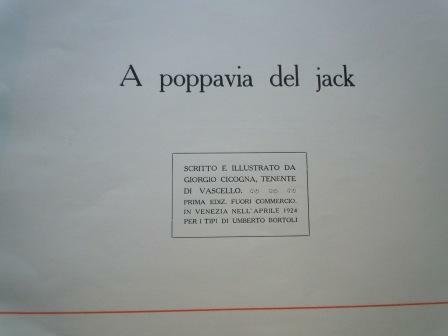 A poppavia del jack
SCRITTO E ILLUSTRATO DA
GIORGIO CICOGNA, TENENTE
DI VASCELLO.
PRIMA EDIZ. FUORI COMMERCIO.
IN VENEZIA NELL'APRILE 1924
PER I TIPI DI UMBERTO BORTOLI